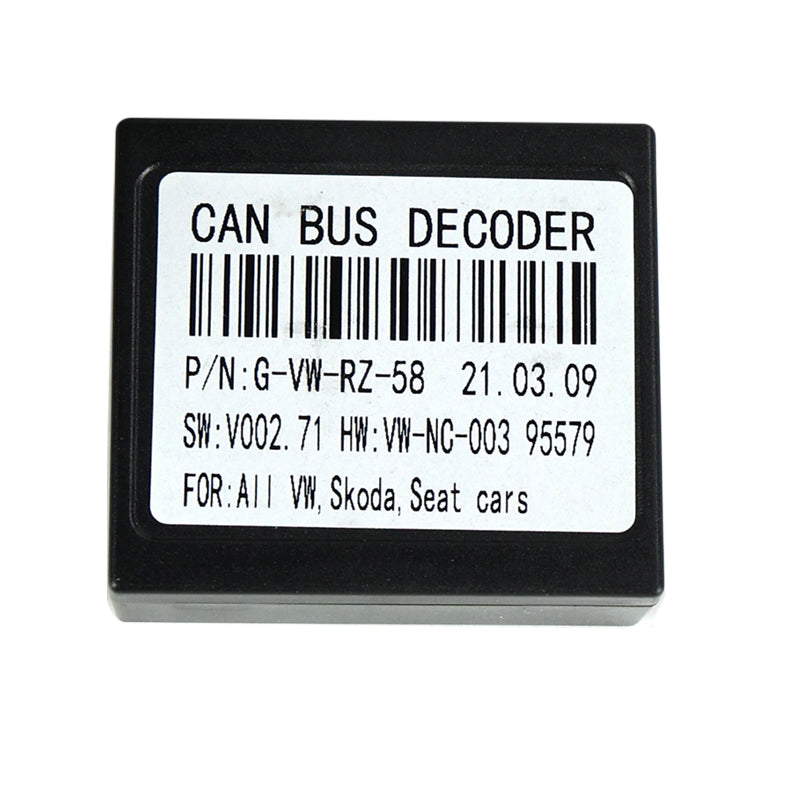 CAN BUS DECODER
P/N:G-VW-RZ-58 21.03.09
SW:V002.71 HW:VW-NC-003 95579
FOR:All VW,Skoda,Seat cars